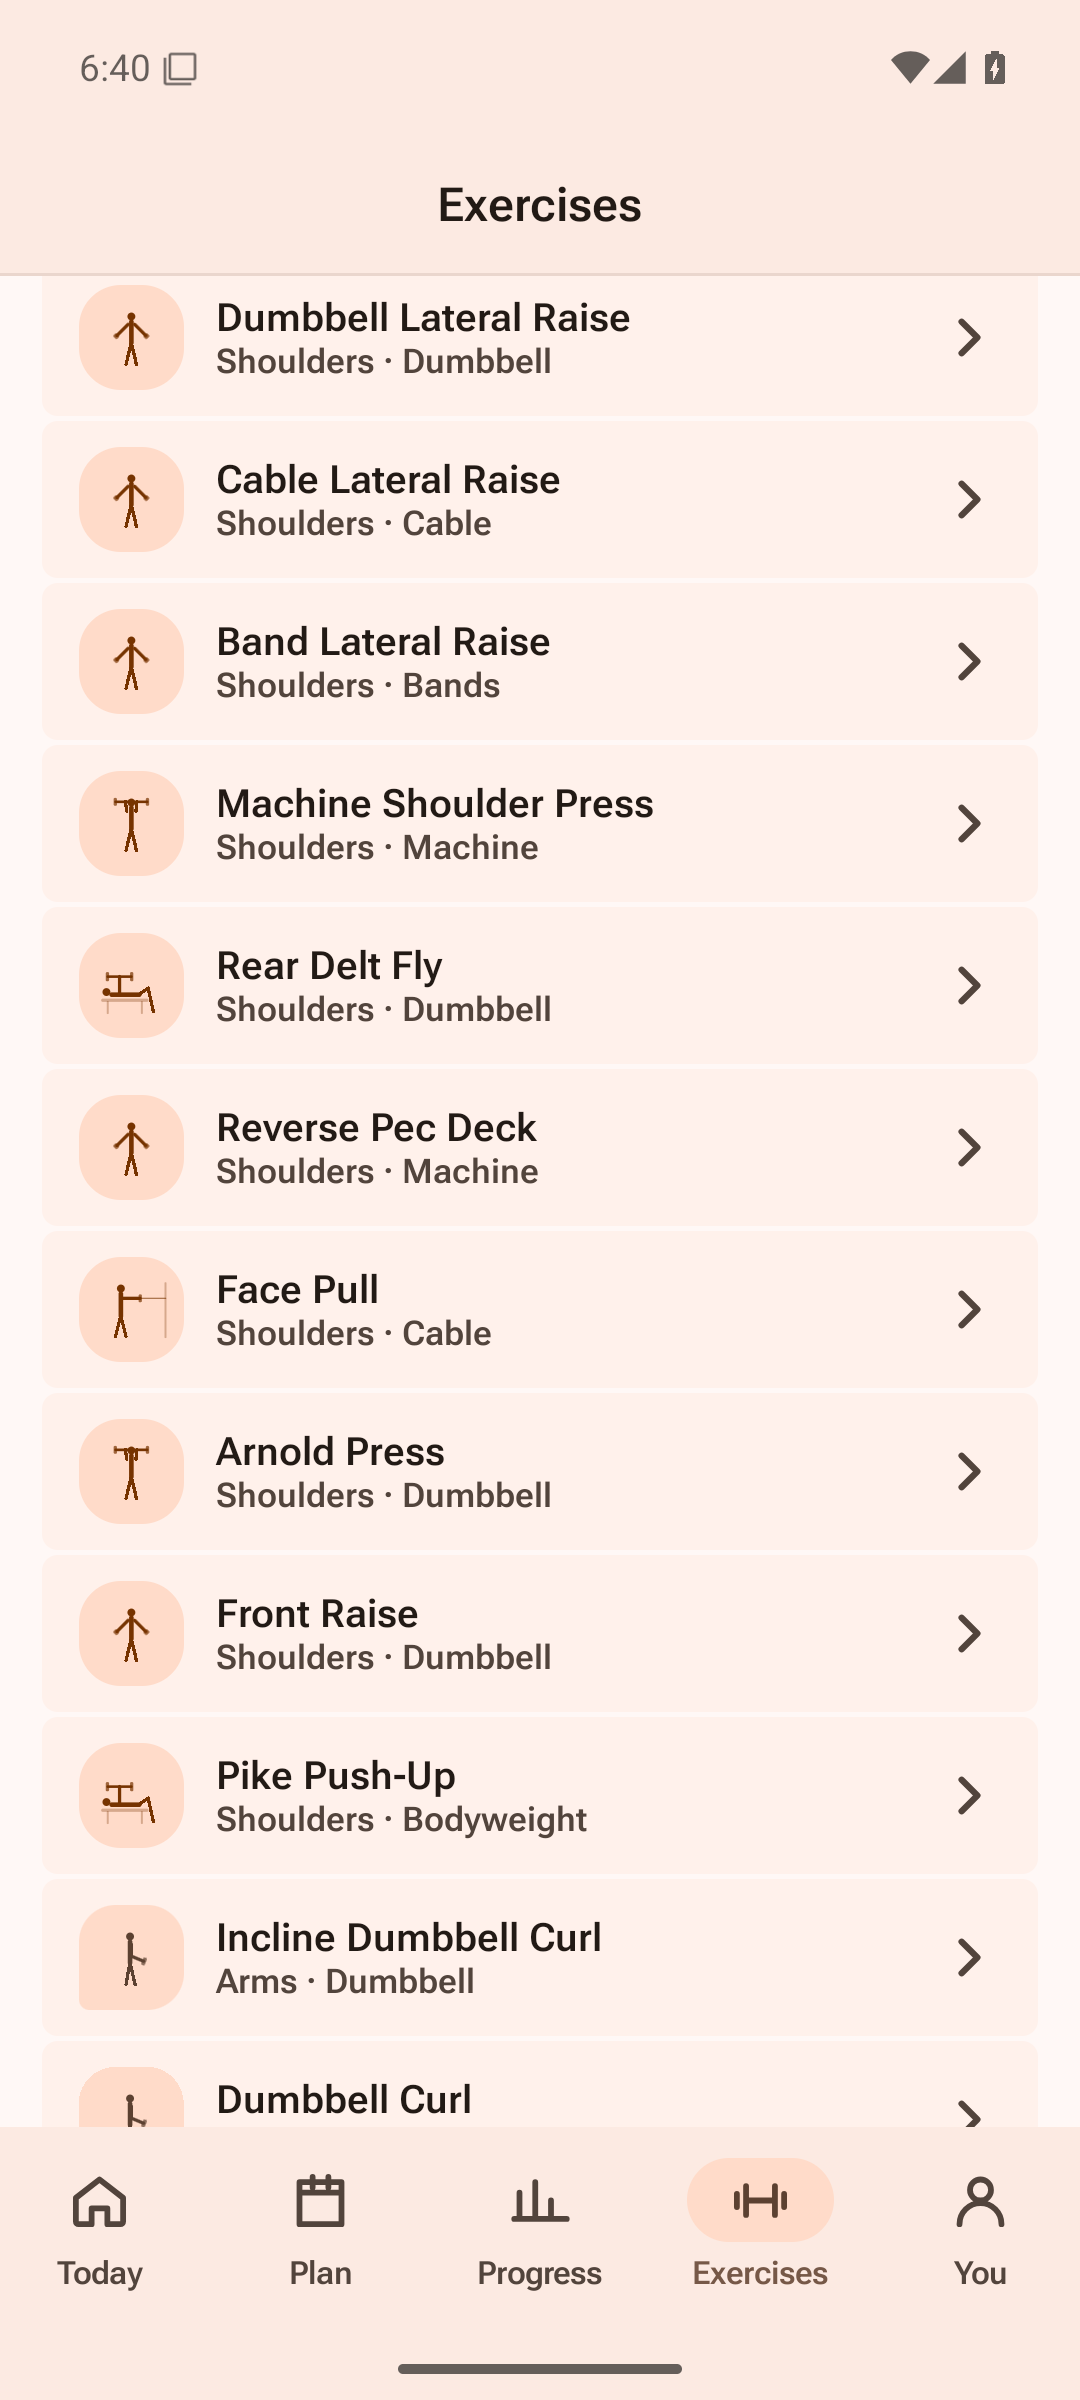 6:40
Exercises
Dumbbell Lateral Raise
Shoulders · Dumbbell
Cable Lateral Raise
Shoulders · Cable
Band Lateral Raise
Shoulders · Bands
Machine Shoulder Press
Shoulders · Machine
Rear Delt Fly
Shoulders · Dumbbell
Reverse Pec Deck
Shoulders · Machine
Face Pull
Shoulders · Cable
Arnold Press
Shoulders · Dumbbell
Front Raise
Shoulders · Dumbbell
Pike Push-Up
Shoulders · Bodyweight
Incline Dumbbell Curl
Arms · Dumbbell
Dumbbell Curl
Today
Plan
Progress
Exercises
You